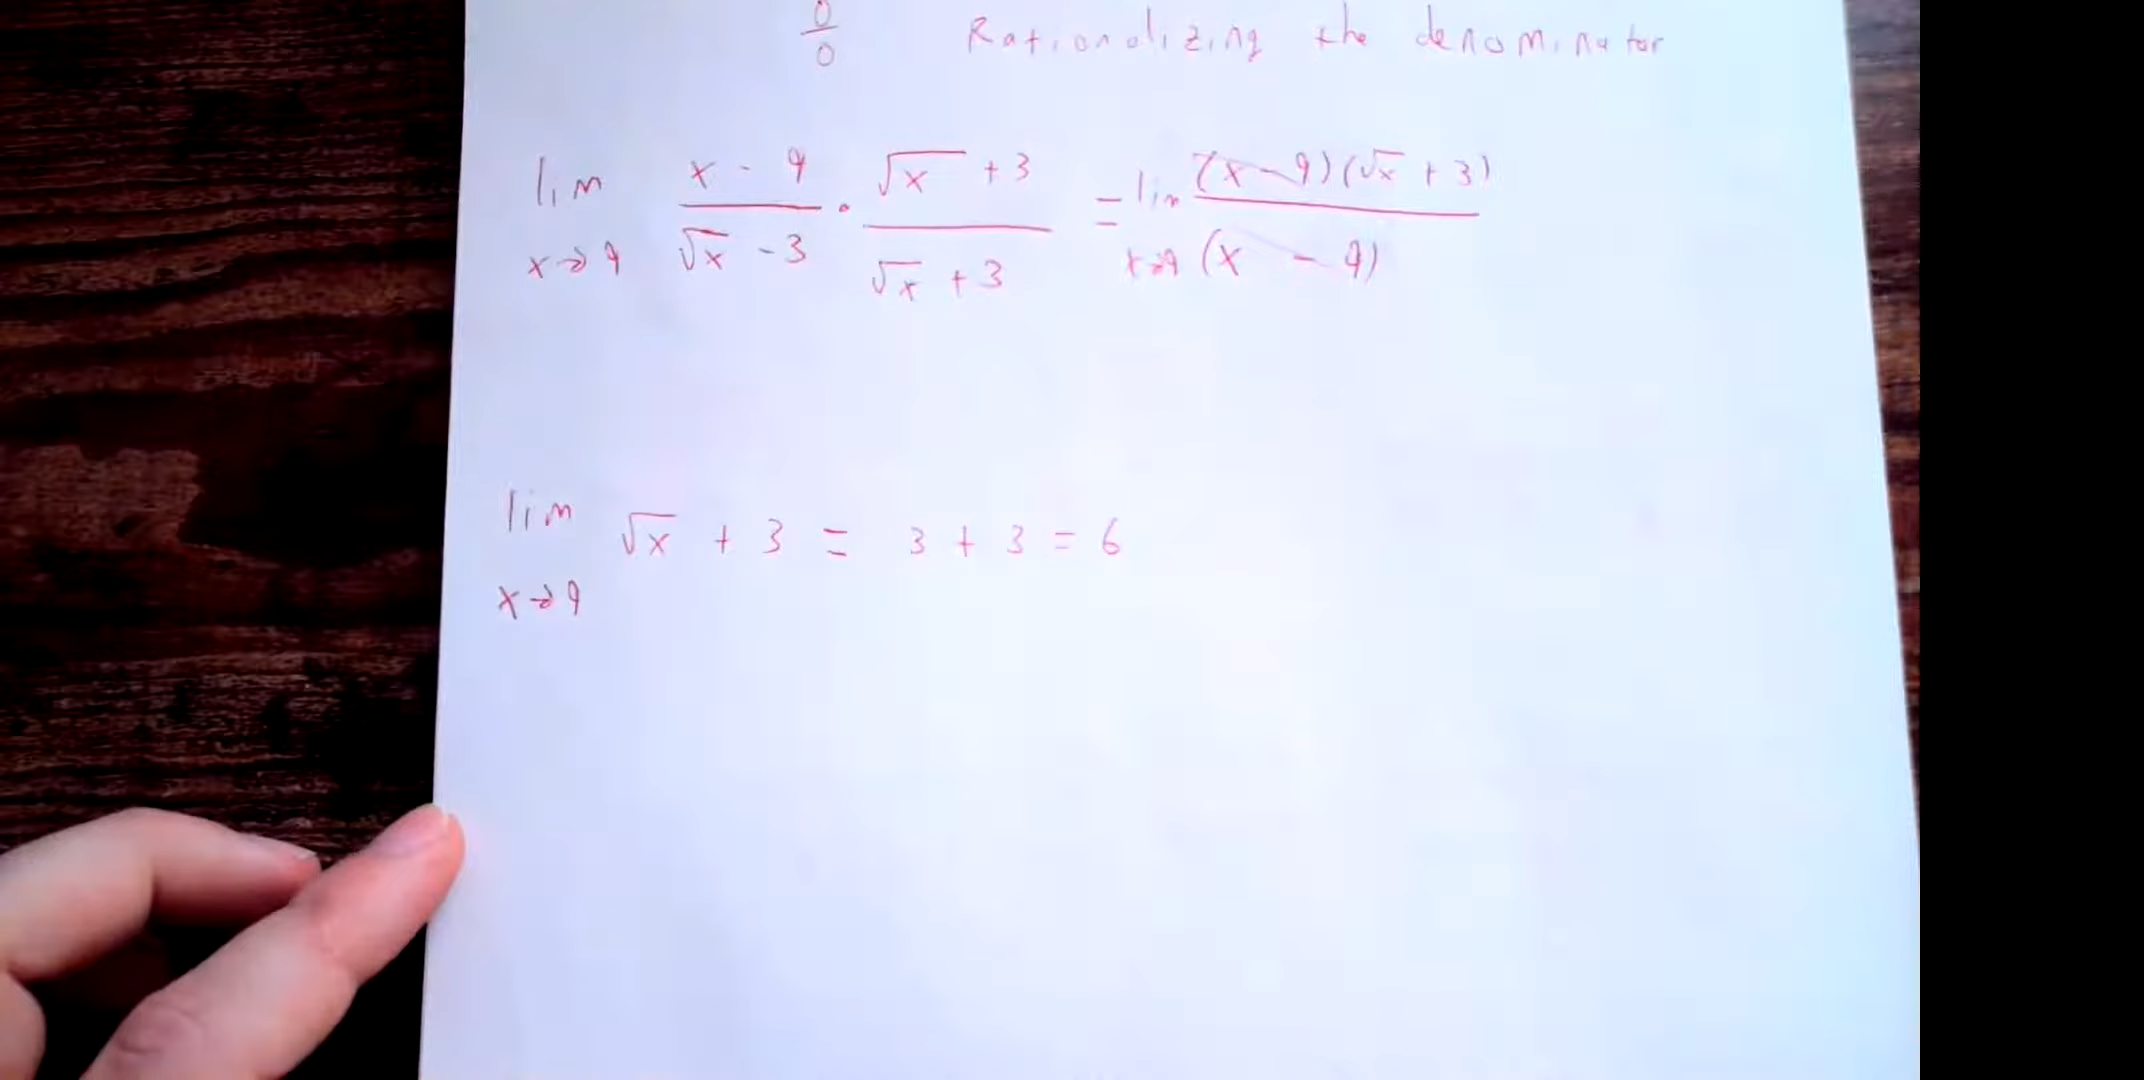 0/0 Rationalizing the denominator
lim x→9 (x - 9)/(√x - 3) · (√x + 3)/(√x + 3) = lim x→9 (x - 9)(√x + 3)/(x - 9)
lim x→9 √x + 3 = 3 + 3 = 6